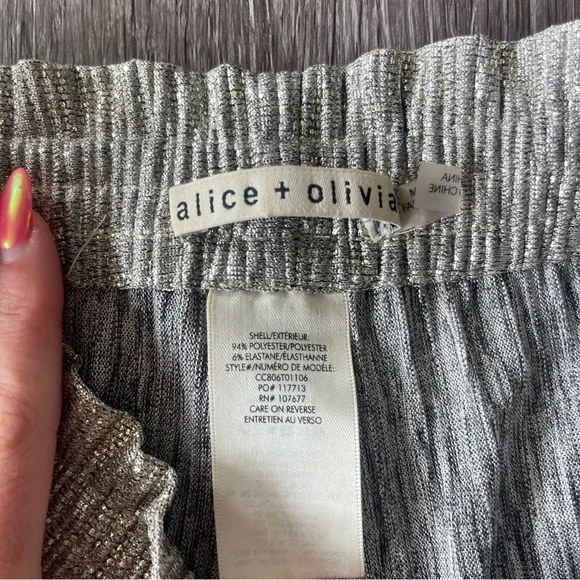 alice + olivia
SHELL/EXTÉRIEUR
94% POLYESTER/POLYESTER
6% ELASTANE/ÉLASTHANNE
STYLE#/NUMÉRO DE MODÈLE:
CC806T01106
PO# 117713
RN# 107677
CARE ON REVERSE
ENTRETIEN AU VERSO